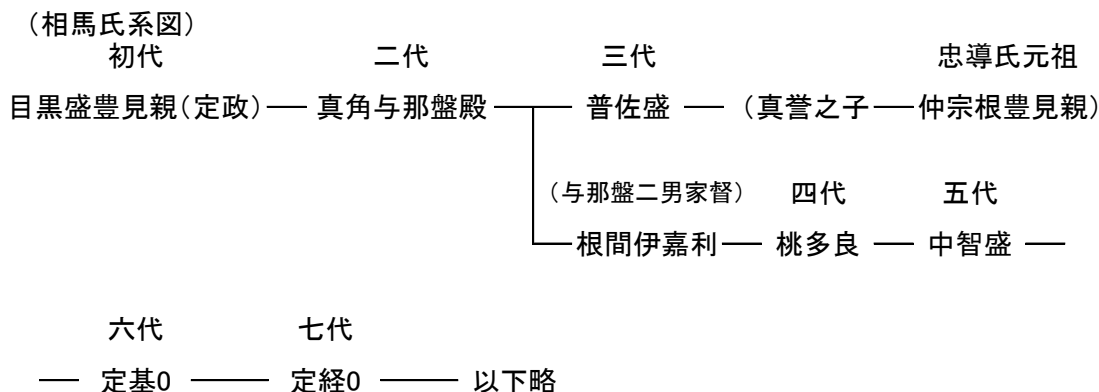 （相馬氏系図）
初代 二代 三代 忠導氏元祖
目黒盛豊見親（定政） 真角与那盤殿 普佐盛 （真誉之子 仲宗根豊見親）
（与那盤二男家督） 四代 五代
根間伊嘉利 桃多良 中智盛
六代 七代
定基0 定経0 以下略